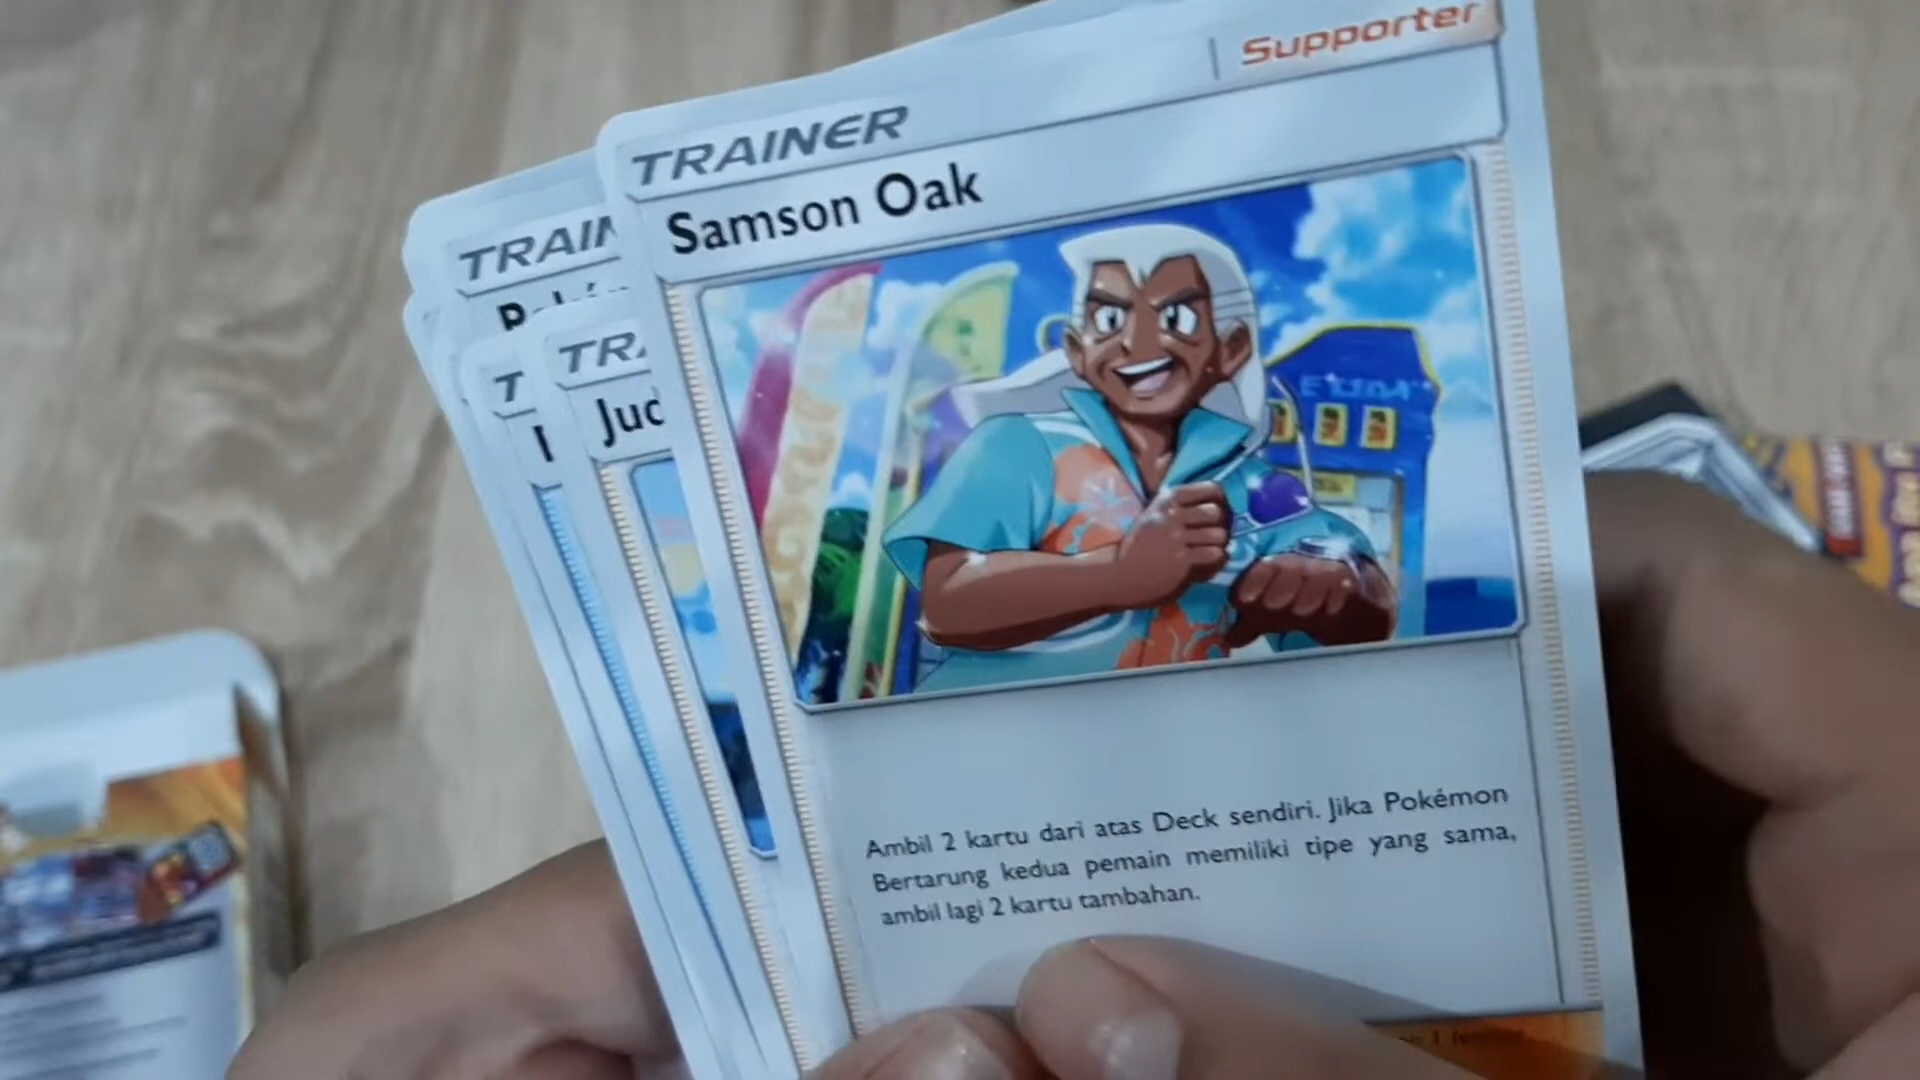 Supporter
TRAINER
Samson Oak
TRAIN
TRA
Jud
T
Ambil 2 kartu dari atas Deck sendiri. Jika Pokémon
Bertarung kedua pemain memiliki tipe yang sama,
ambil lagi 2 kartu tambahan.